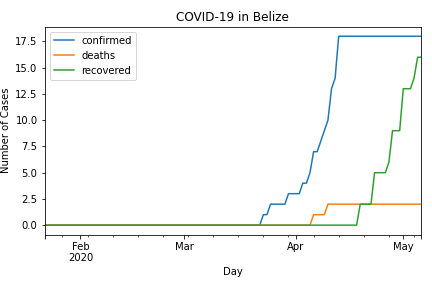 COVID-19 in Belize
confirmed
deaths
recovered
Number of Cases
17.5
15.0
12.5
10.0
7.5
5.0
2.5
0.0
Feb
2020
Mar
Apr
May
Day